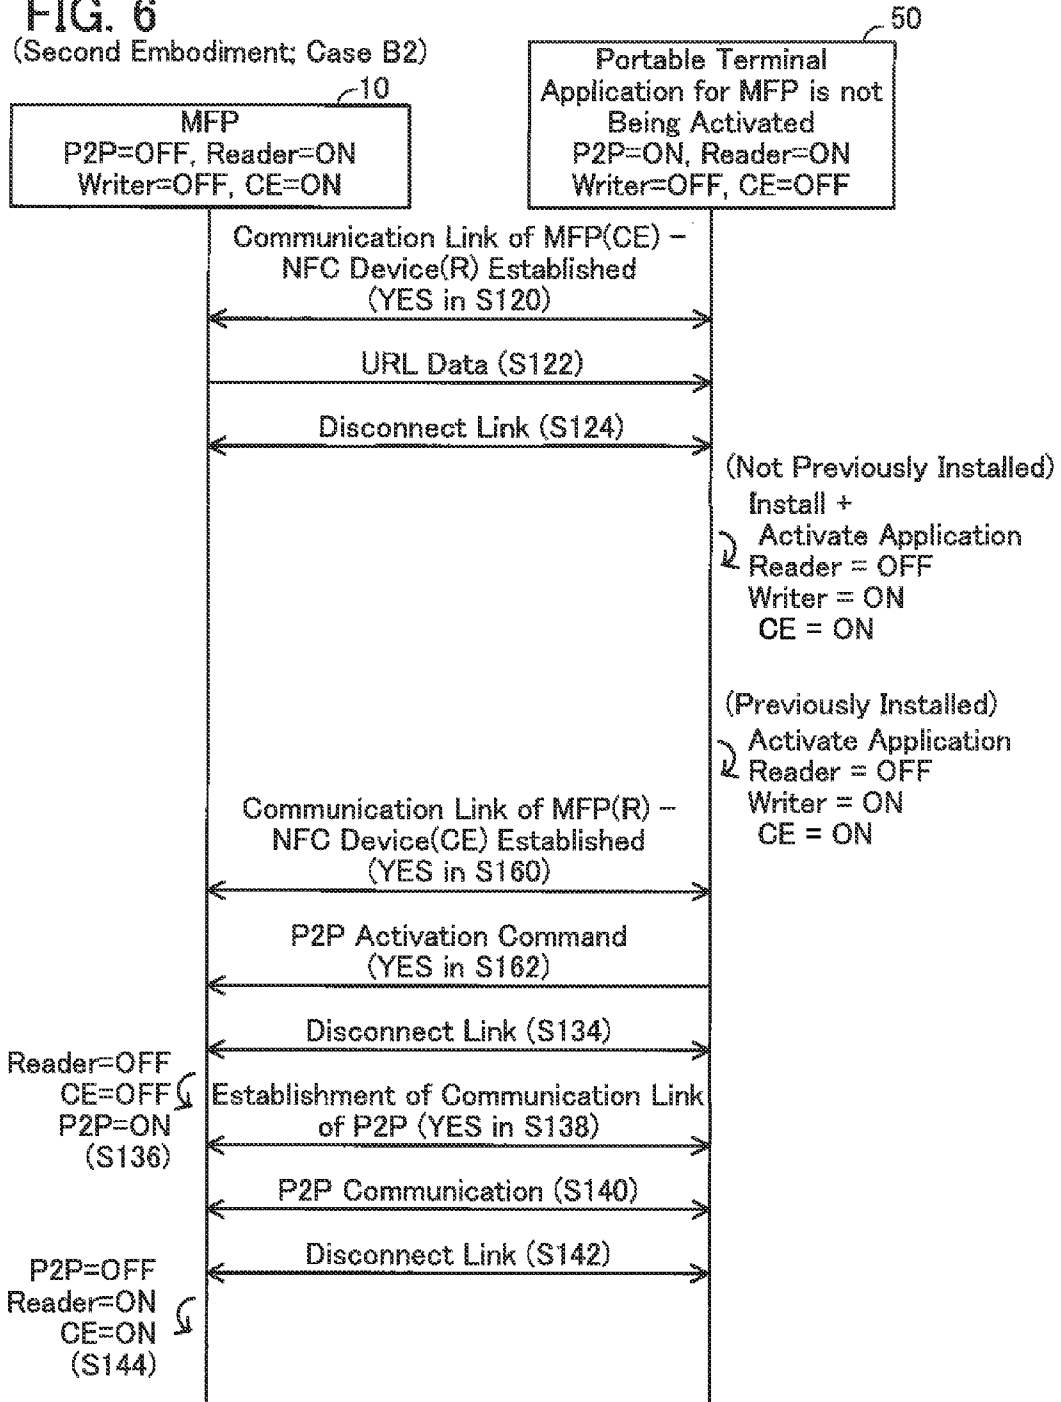 FIG. 6
(Second Embodiment; Case B2)
10
MFP
P2P=OFF, Reader=ON
Writer=OFF, CE=ON
50
Portable Terminal
Application for MFP is not
Being Activated
P2P=ON, Reader=ON
Writer=OFF, CE=OFF
Communication Link of MFP(CE) -
NFC Device(R) Established
(YES in S120)
URL Data (S122)
Disconnect Link (S124)
(Not Previously Installed)
Install +
Activate Application
Reader = OFF
Writer = ON
CE = ON
(Previously Installed)
Activate Application
Reader = OFF
Writer = ON
CE = ON
Communication Link of MFP(R) -
NFC Device(CE) Established
(YES in S160)
P2P Activation Command
(YES in S162)
Disconnect Link (S134)
Reader=OFF
CE=OFF
P2P=ON
(S136)
Establishment of Communication Link
of P2P (YES in S138)
P2P Communication (S140)
Disconnect Link (S142)
P2P=OFF
Reader=ON
CE=ON
(S144)